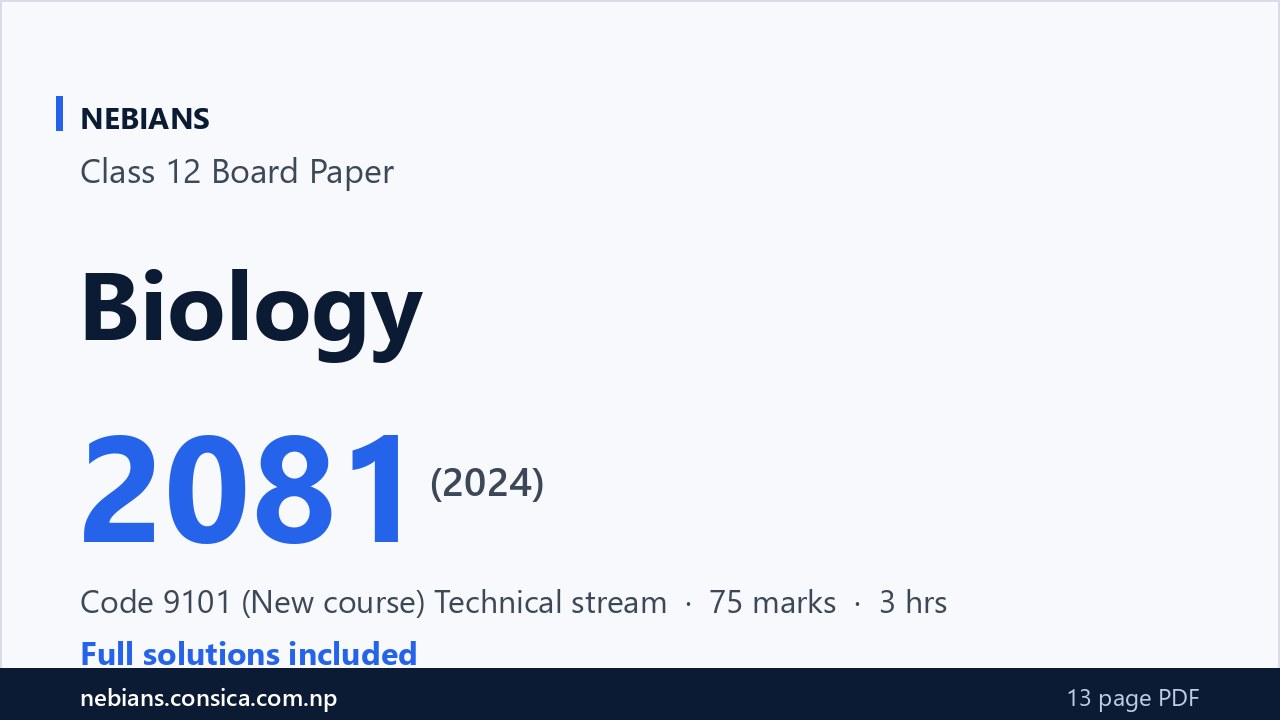 NEBIANS
Class 12 Board Paper
Biology
2081 (2024)
Code 9101 (New course) Technical stream · 75 marks · 3 hrs
Full solutions included
nebians.consica.com.np 13 page PDF